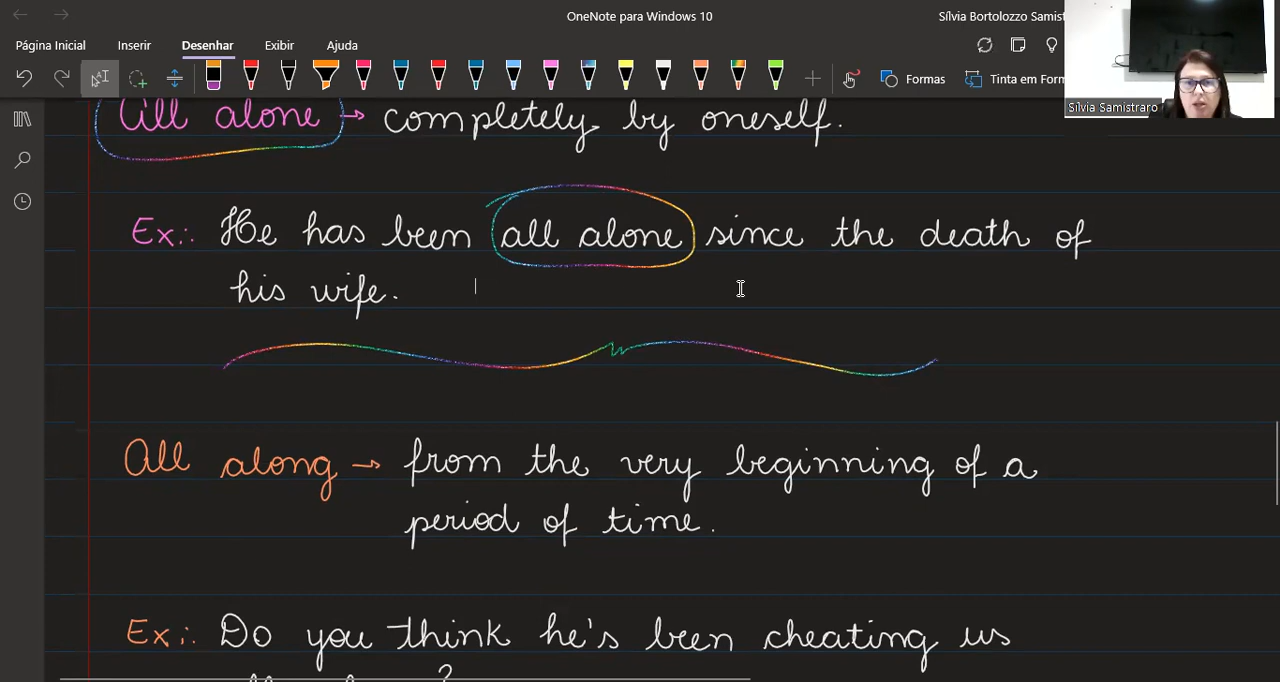 OneNote para Windows 10
Sílvia Bortolozzo Samist
Página Inicial Inserir Desenhar Exibir Ajuda
Formas Tinta em Form
Sílvia Samistraro
All alone → completely by oneself.
Ex.: He has been all alone since the death of
his wife.
All along → from the very beginning of a
period of time.
Ex.: Do you think he's been cheating us